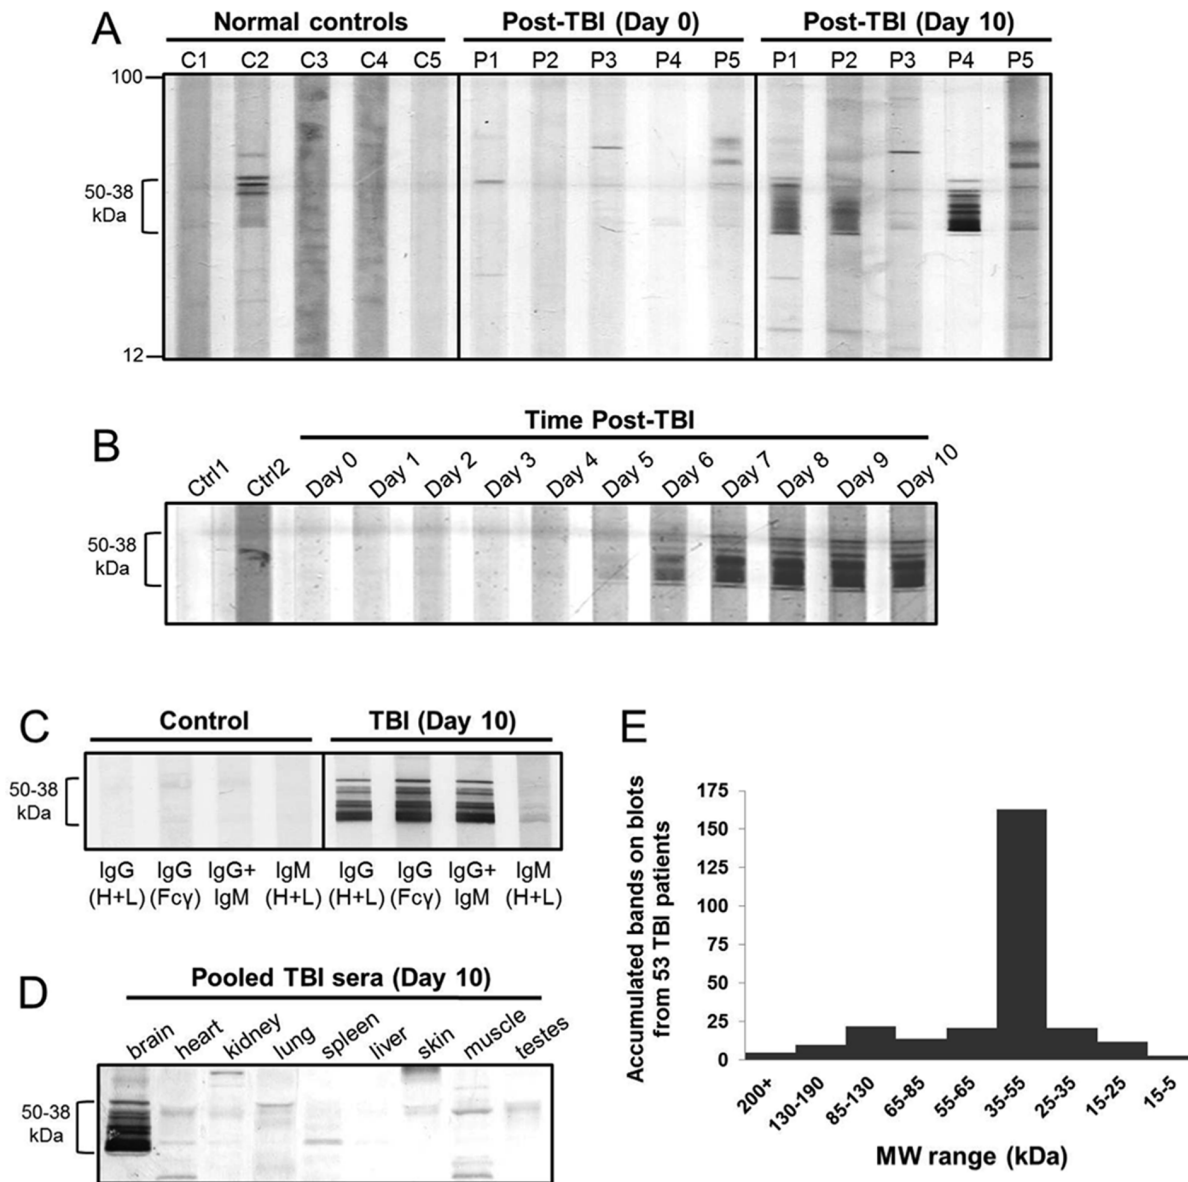 A
Normal controls Post-TBI (Day 0) Post-TBI (Day 10)
C1 C2 C3 C4 C5 P1 P2 P3 P4 P5 P1 P2 P3 P4 P5
100
50-38
kDa
12
B
Time Post-TBI
Ctrl1 Ctrl2 Day 0 Day 1 Day 2 Day 3 Day 4 Day 5 Day 6 Day 7 Day 8 Day 9 Day 10
50-38
kDa
C
Control TBI (Day 10)
50-38
kDa
IgG IgG IgG+ IgM IgG IgG IgG+ IgM
(H+L) (Fcγ) IgM (H+L) (H+L) (Fcγ) IgM (H+L)
D
Pooled TBI sera (Day 10)
brain heart kidney lung spleen liver skin muscle testes
50-38
kDa
E
Accumulated bands on blots
from 53 TBI patients
175
150
125
100
75
50
25
0
200+ 130-190 85-130 65-85 55-65 35-55 25-35 15-25 15-5
MW range (kDa)